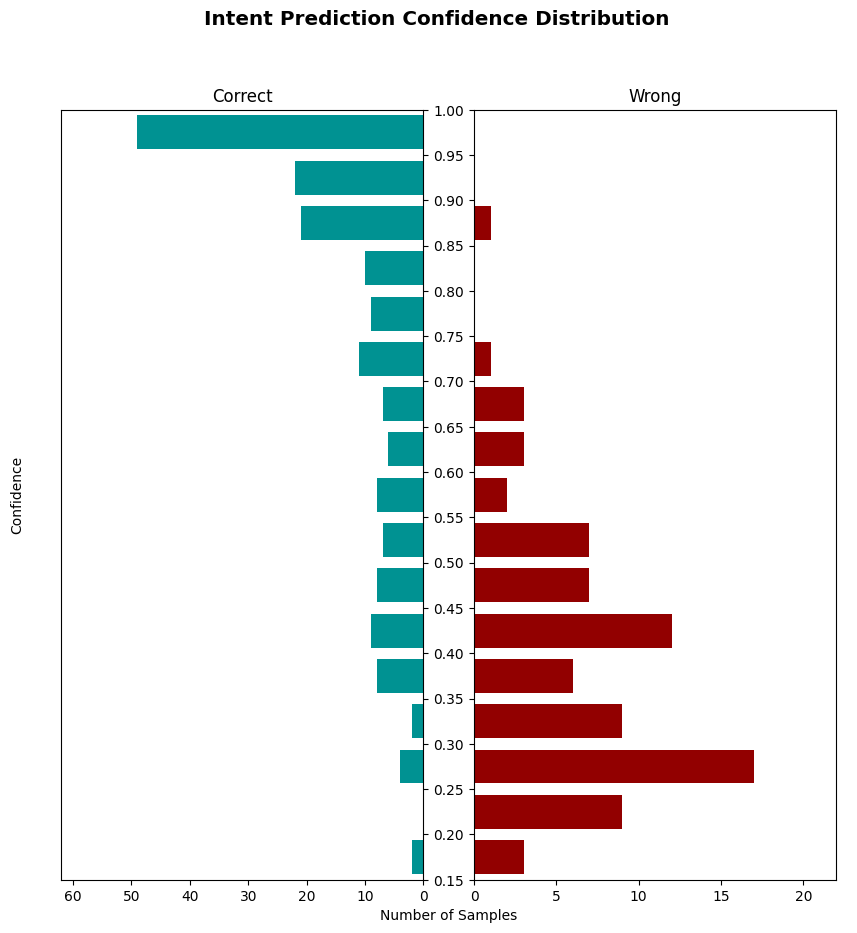 Intent Prediction Confidence Distribution
Correct
Wrong
1.00
0.95
0.90
0.85
0.80
0.75
0.70
0.65
0.60
0.55
0.50
0.45
0.40
0.35
0.30
0.25
0.20
0.15
Confidence
60 50 40 30 20 10 0
0 5 10 15 20
Number of Samples